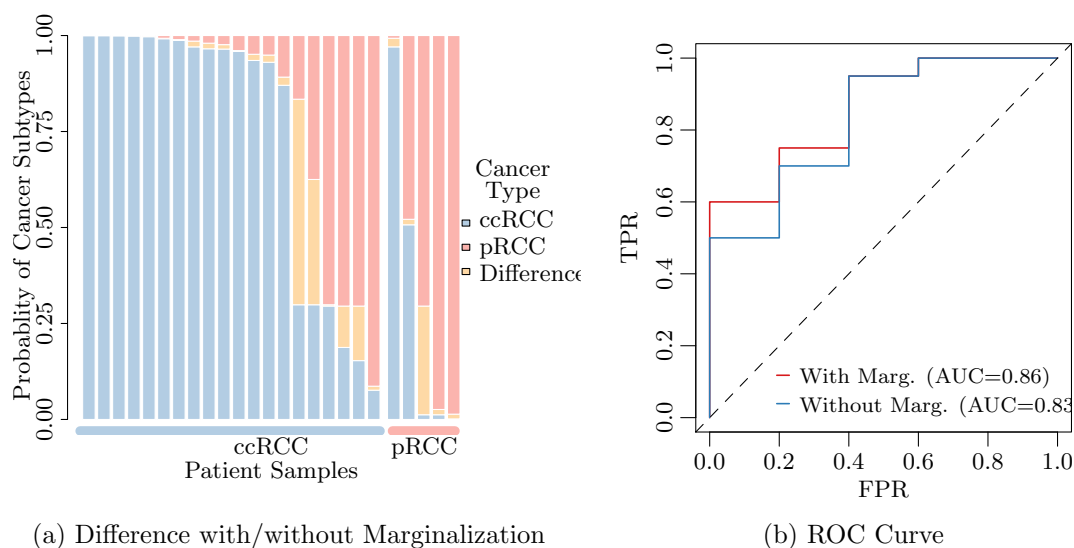 Probablity of Cancer Subtypes
1.00
0.75
0.50
0.25
0.00
Cancer
Type
ccRCC
pRCC
Difference
ccRCC
pRCC
Patient Samples
(a) Difference with/without Marginalization
TPR
1.0
0.8
0.6
0.4
0.2
0.0
With Marg. (AUC=0.86)
Without Marg. (AUC=0.83
0.0 0.2 0.4 0.6 0.8 1.0
FPR
(b) ROC Curve